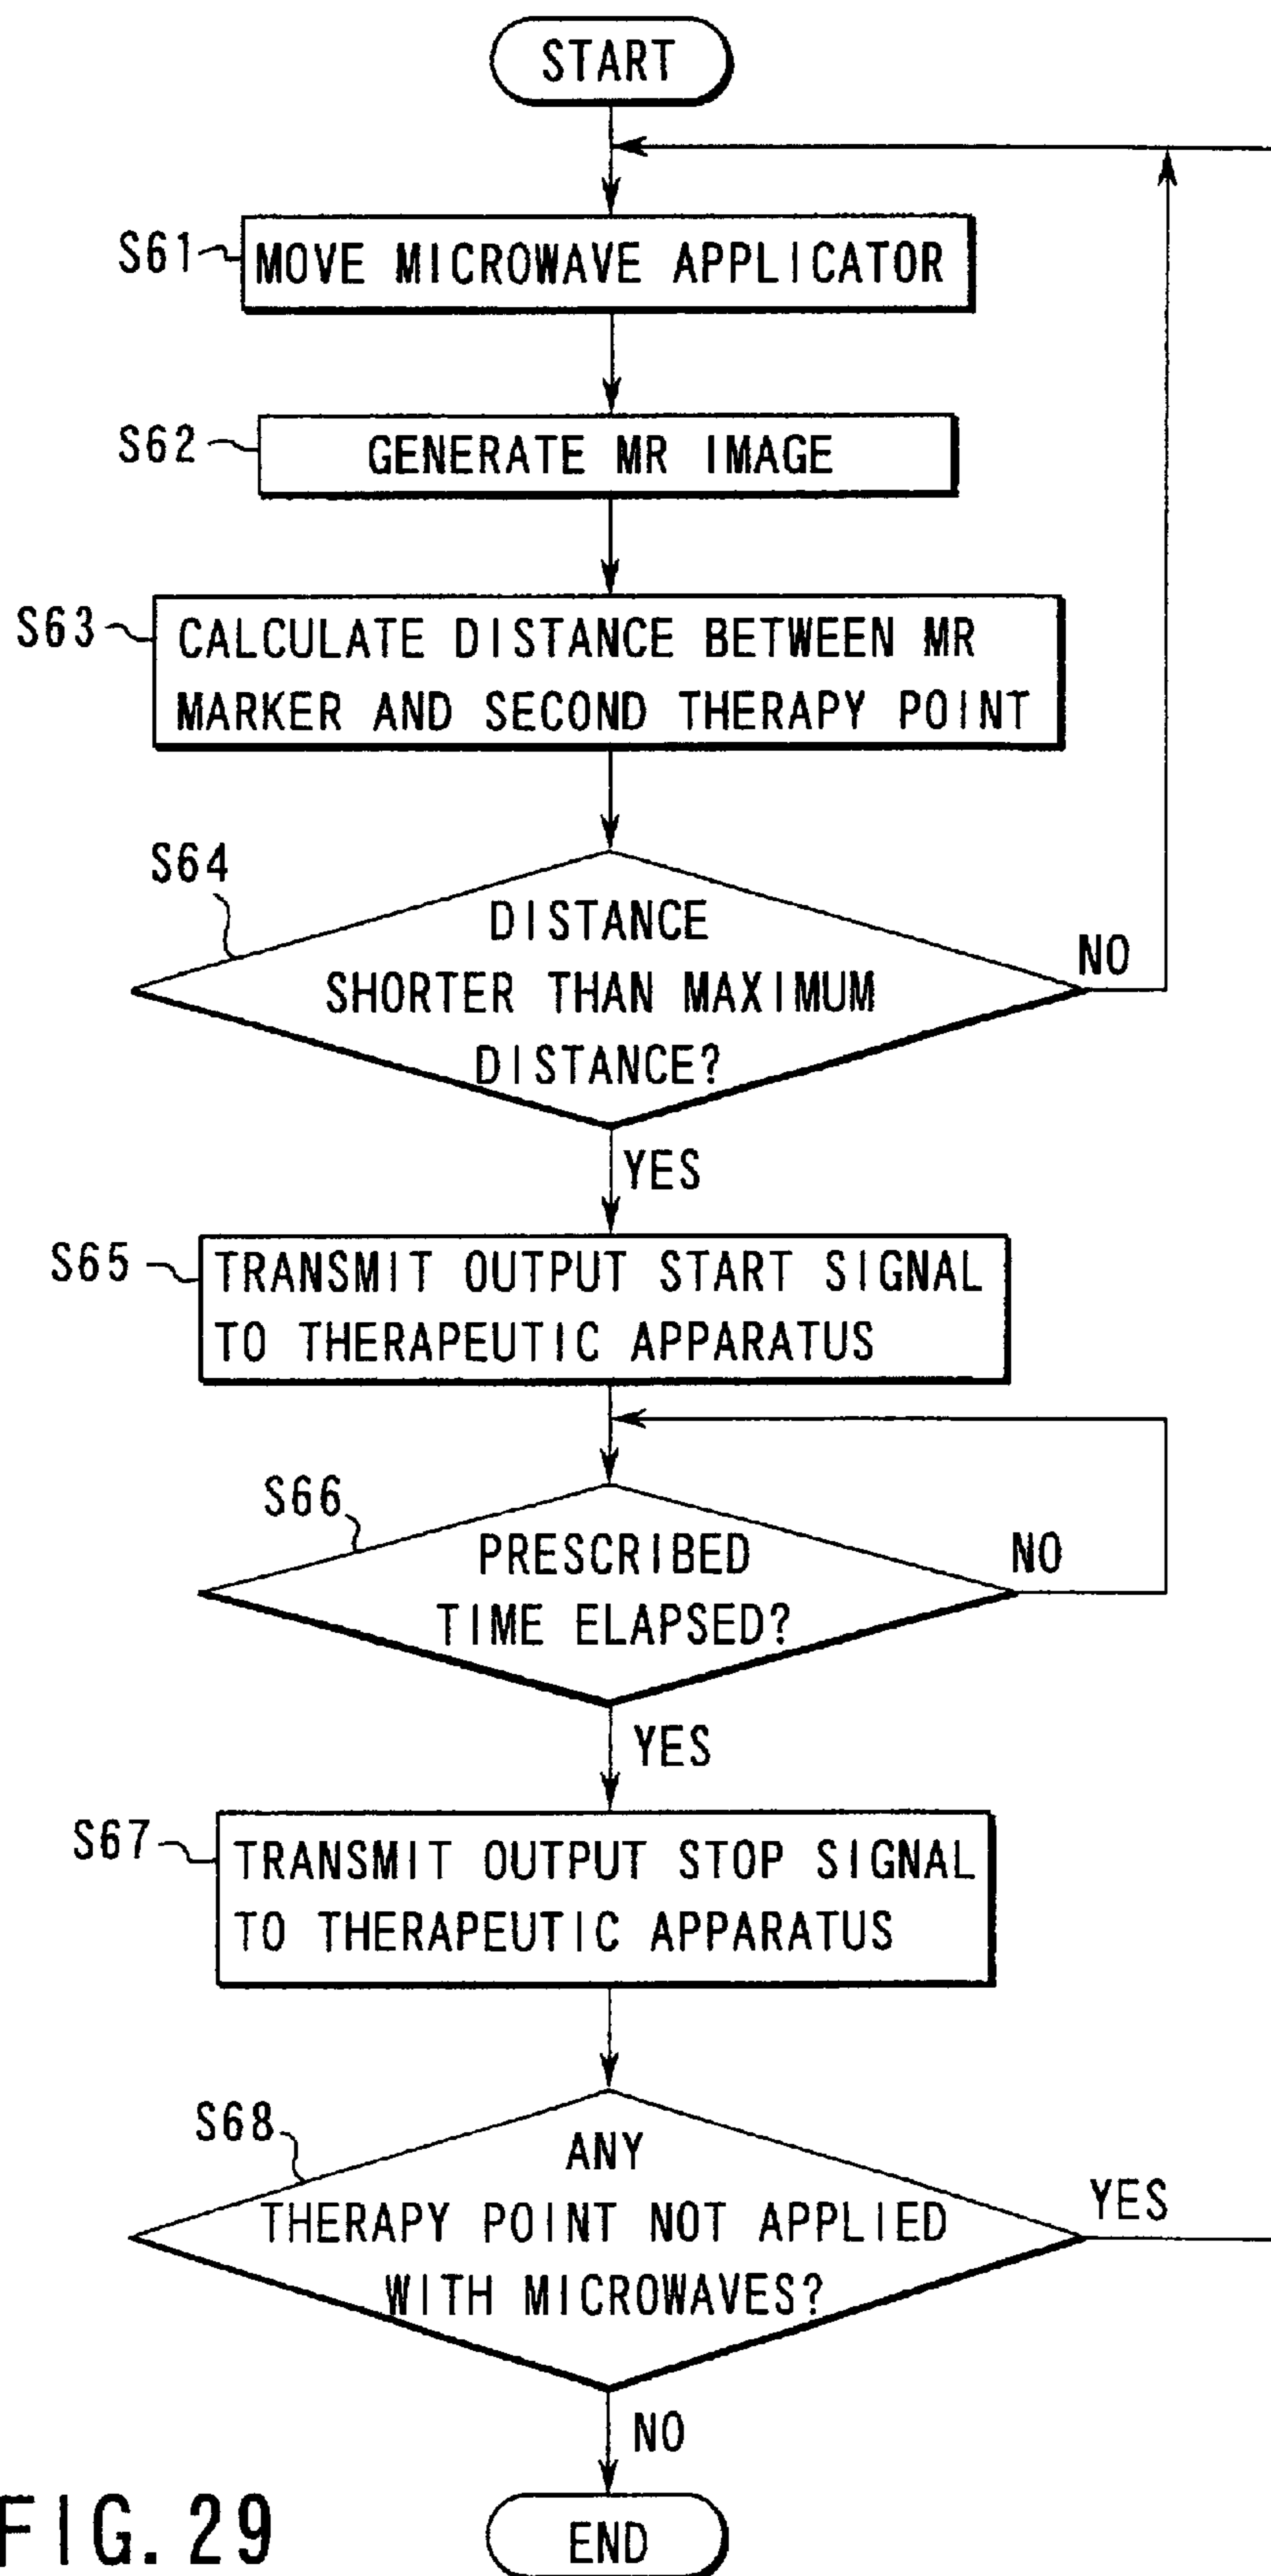 START
S61
MOVE MICROWAVE APPLICATOR
S62
GENERATE MR IMAGE
S63
CALCULATE DISTANCE BETWEEN MR
MARKER AND SECOND THERAPY POINT
S64
DISTANCE
SHORTER THAN MAXIMUM
DISTANCE?
NO
YES
S65
TRANSMIT OUTPUT START SIGNAL
TO THERAPEUTIC APPARATUS
S66
PRESCRIBED
TIME ELAPSED?
NO
YES
S67
TRANSMIT OUTPUT STOP SIGNAL
TO THERAPEUTIC APPARATUS
S68
ANY
THERAPY POINT NOT APPLIED
WITH MICROWAVES?
YES
NO
END
FIG. 29